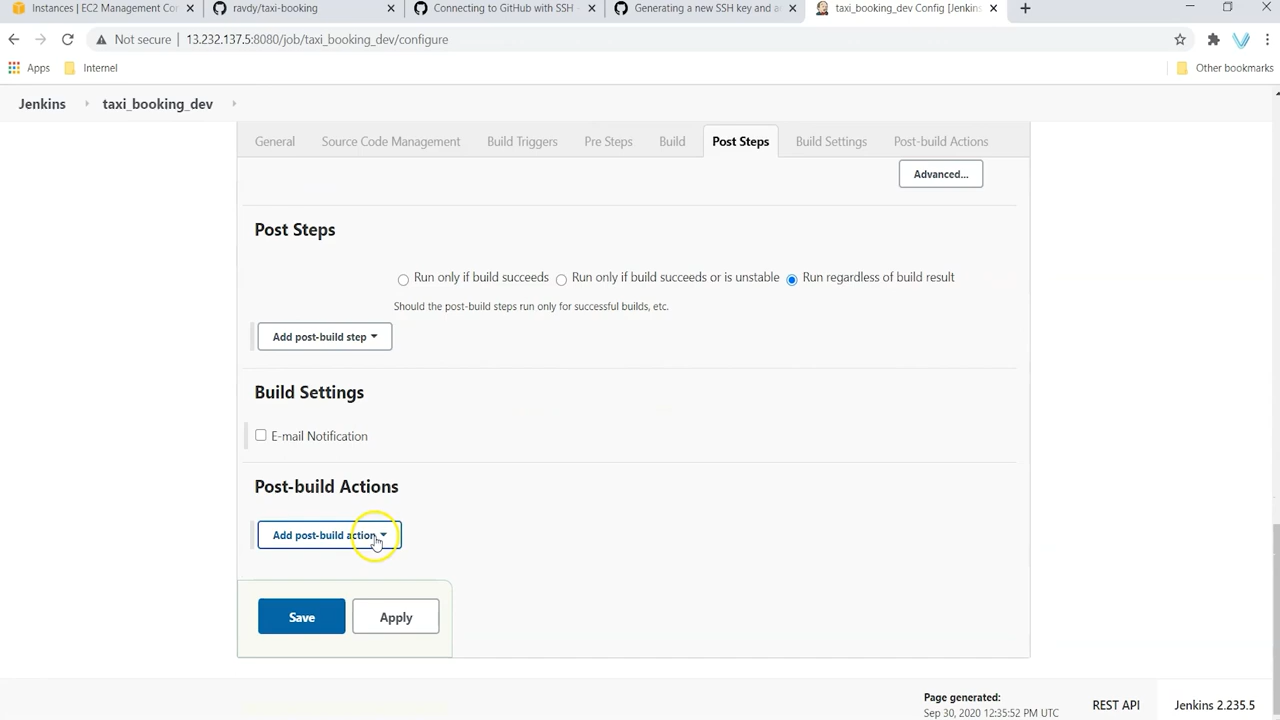 Instances | EC2 Management Con
ravdy/taxi-booking
Connecting to GitHub with SSH -
Generating a new SSH key and a
taxi_booking_dev Config [Jenkins
Not secure
13.232.137.5:8080/job/taxi_booking_dev/configure
Apps
Internet
Other bookmarks
Jenkins
taxi_booking_dev
General
Source Code Management
Build Triggers
Pre Steps
Build
Post Steps
Build Settings
Post-build Actions
Advanced...
Post Steps
Run only if build succeeds
Run only if build succeeds or is unstable
Run regardless of build result
Should the post-build steps run only for successful builds, etc.
Add post-build step
Build Settings
E-mail Notification
Post-build Actions
Add post-build action
Save
Apply
Page generated:
Sep 30, 2020 12:35:52 PM UTC
REST API
Jenkins 2.235.5